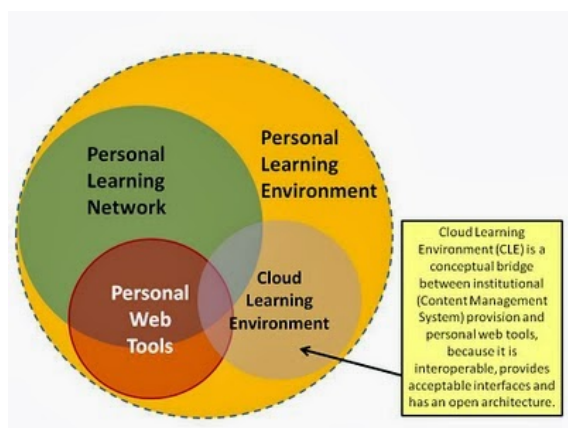 Personal
Learning
Network
Personal
Learning
Environment
Personal
Web
Tools
Cloud
Learning
Environment
Cloud Learning
Environment (CLE) is a
conceptual bridge
between institutional
(Content Management
System) provision and
personal web tools,
because it is
interoperable, provides
acceptable interfaces and
has an open architecture.